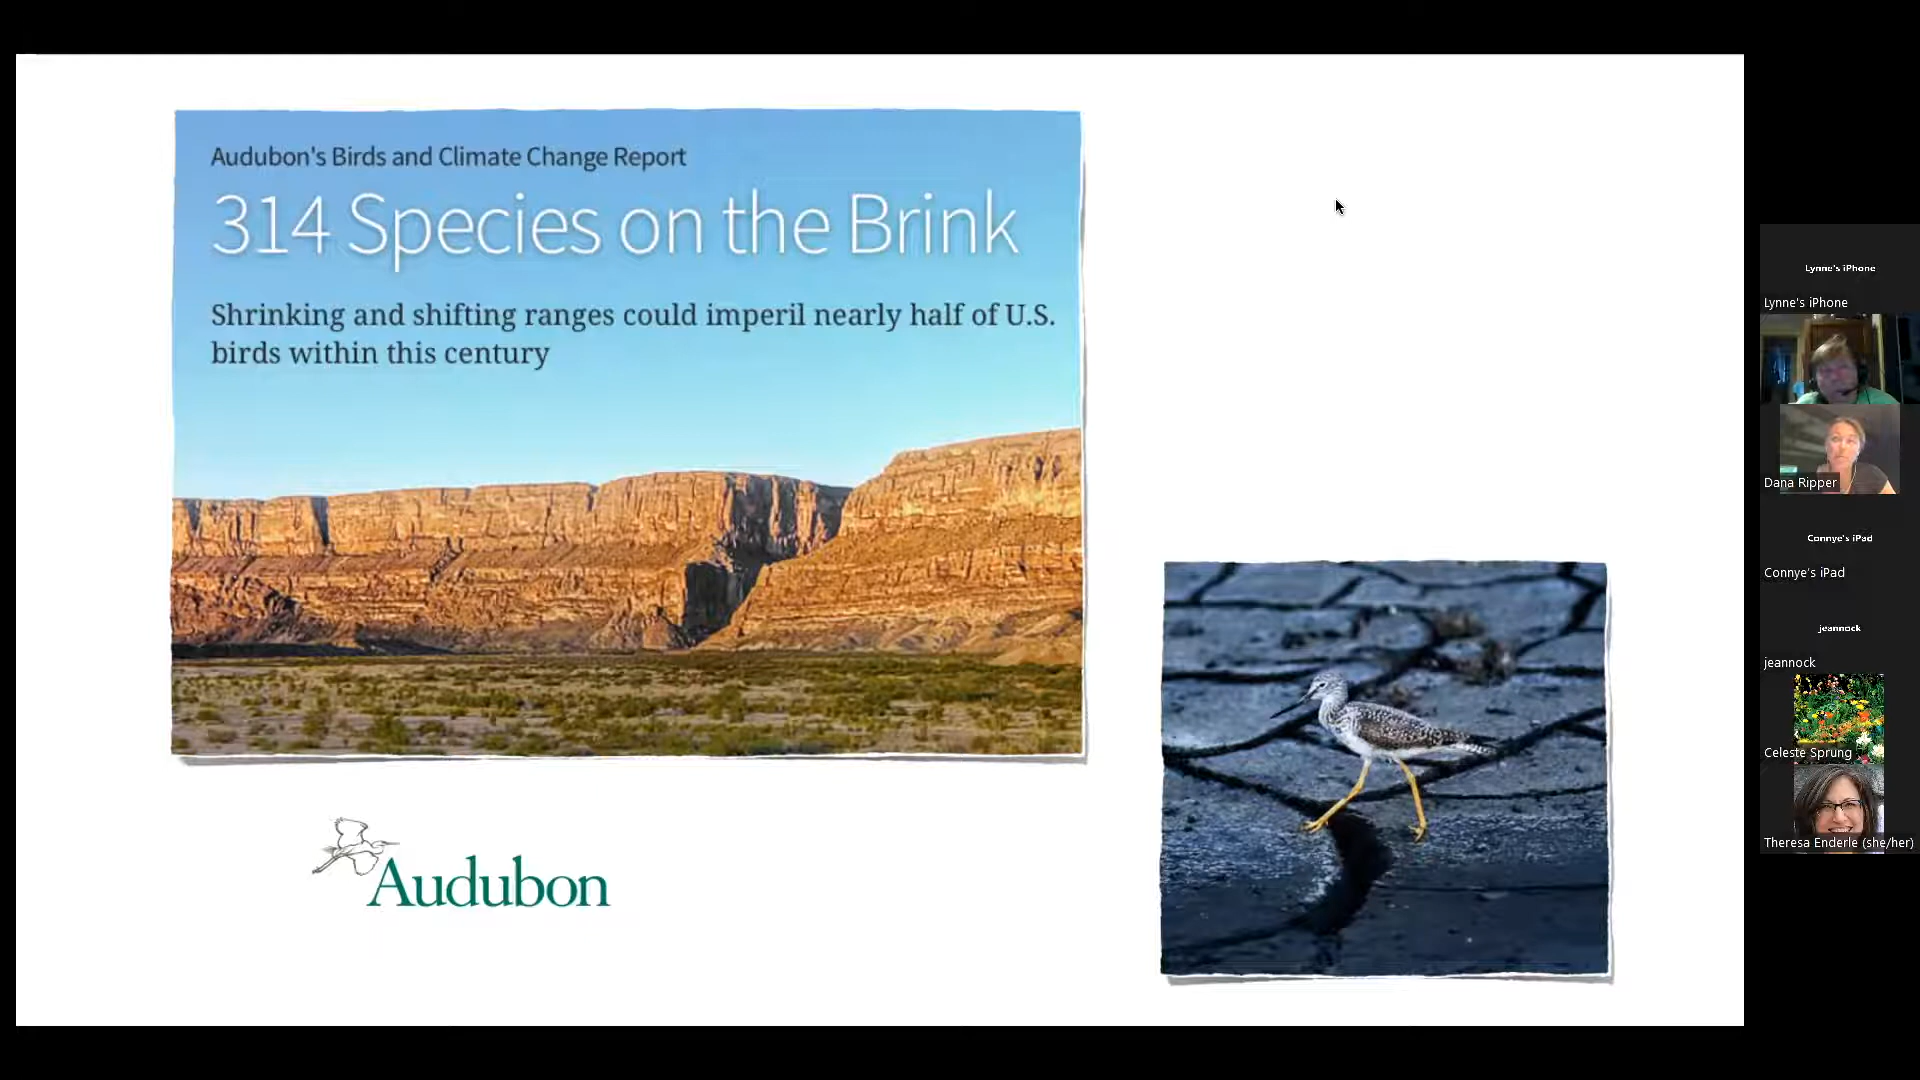 Audubon's Birds and Climate Change Report
314 Species on the Brink
Shrinking and shifting ranges could imperil nearly half of U.S.
birds within this century
Audubon
Lynne's iPhone
Lynne's iPhone
Dana Ripper
Connye's iPad
Connye's iPad
jeannock
jeannock
Celeste Sprung
Theresa Enderle (she/her)